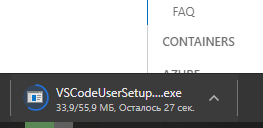 FAQ
CONTAINERS
VSCodeUserSetup....exe
33,9/55,9 МБ, Осталось 27 сек.